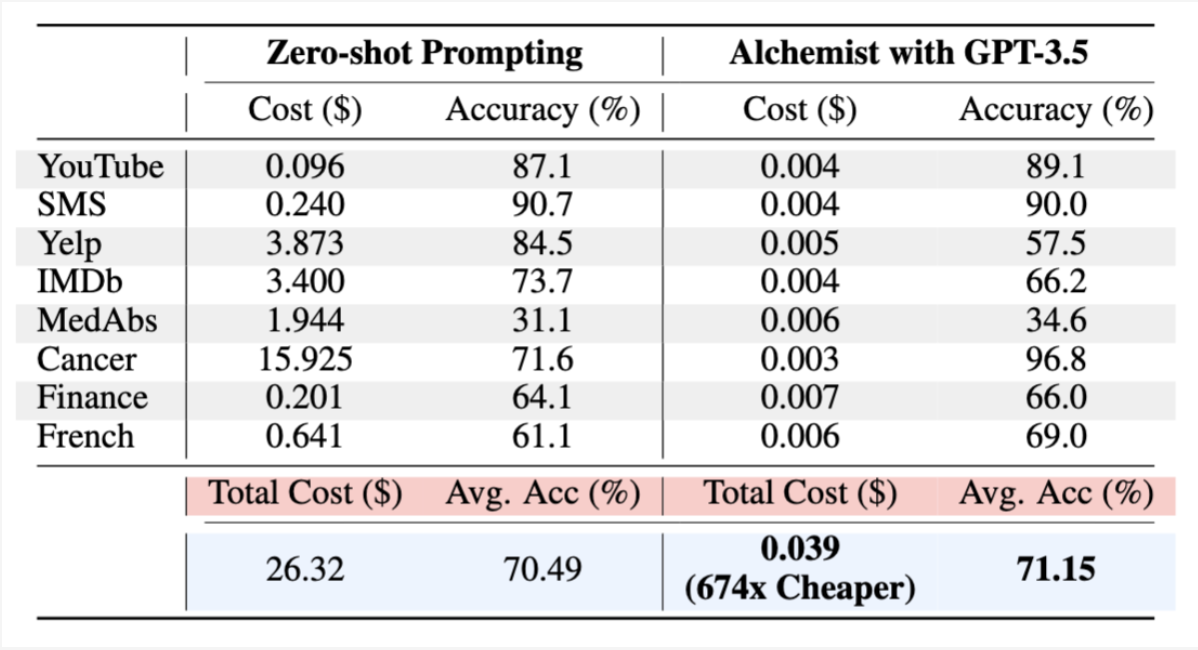 Zero-shot Prompting Alchemist with GPT-3.5
Cost ($) Accuracy (%) Cost ($) Accuracy (%)
YouTube 0.096 87.1 0.004 89.1
SMS 0.240 90.7 0.004 90.0
Yelp 3.873 84.5 0.005 57.5
IMDb 3.400 73.7 0.004 66.2
MedAbs 1.944 31.1 0.006 34.6
Cancer 15.925 71.6 0.003 96.8
Finance 0.201 64.1 0.007 66.0
French 0.641 61.1 0.006 69.0
Total Cost ($) Avg. Acc (%) Total Cost ($) Avg. Acc (%)
26.32 70.49 0.039 71.15
(674x Cheaper)